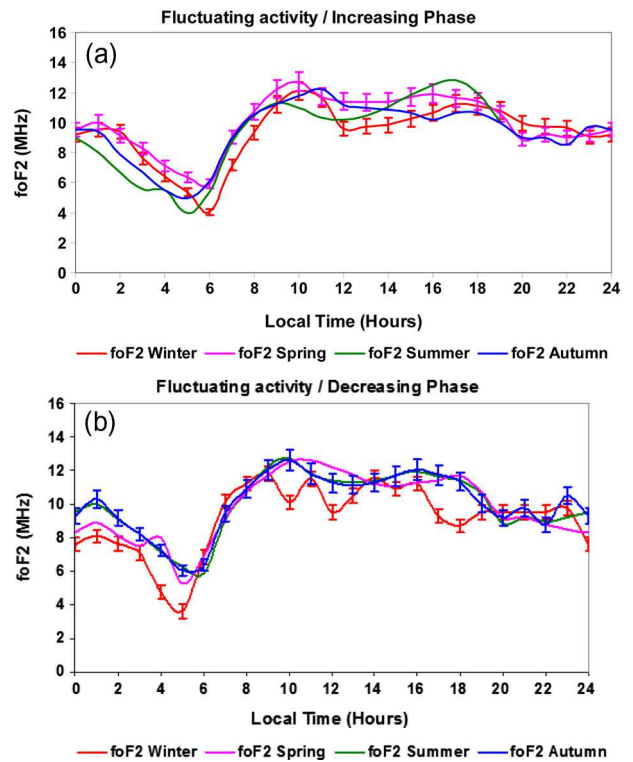 Fluctuating activity / Increasing Phase
(a)
foF2 (MHz)
16
14
12
10
8
6
4
2
0
0 2 4 6 8 10 12 14 16 18 20 22 24
Local Time (Hours)
foF2 Winter foF2 Spring foF2 Summer foF2 Autumn
Fluctuating activity / Decreasing Phase
(b)
foF2 (MHz)
16
14
12
10
8
6
4
2
0
0 2 4 6 8 10 12 14 16 18 20 22 24
Local Time (Hours)
foF2 Winter foF2 Spring foF2 Summer foF2 Autumn